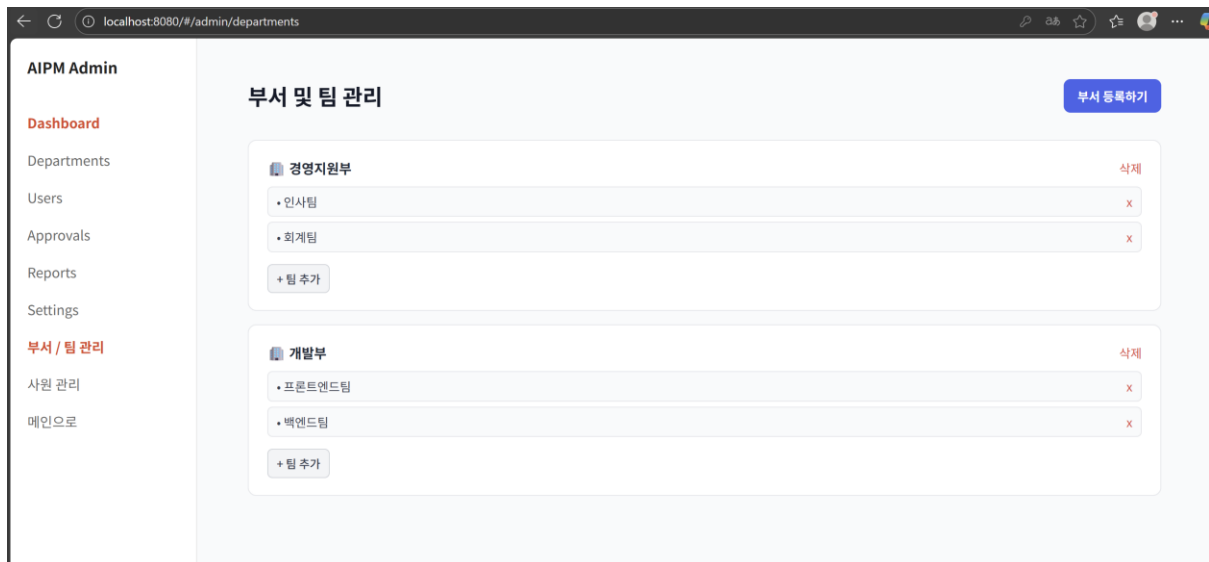 localhost:8080/#/admin/departments
AIPM Admin
Dashboard
Departments
Users
Approvals
Reports
Settings
부서 / 팀 관리
사원 관리
메인으로
부서 및 팀 관리
부서 등록하기
경영지원부
삭제
• 인사팀
x
• 회계팀
x
+ 팀 추가
개발부
삭제
• 프론트엔드팀
x
• 백엔드팀
x
+ 팀 추가